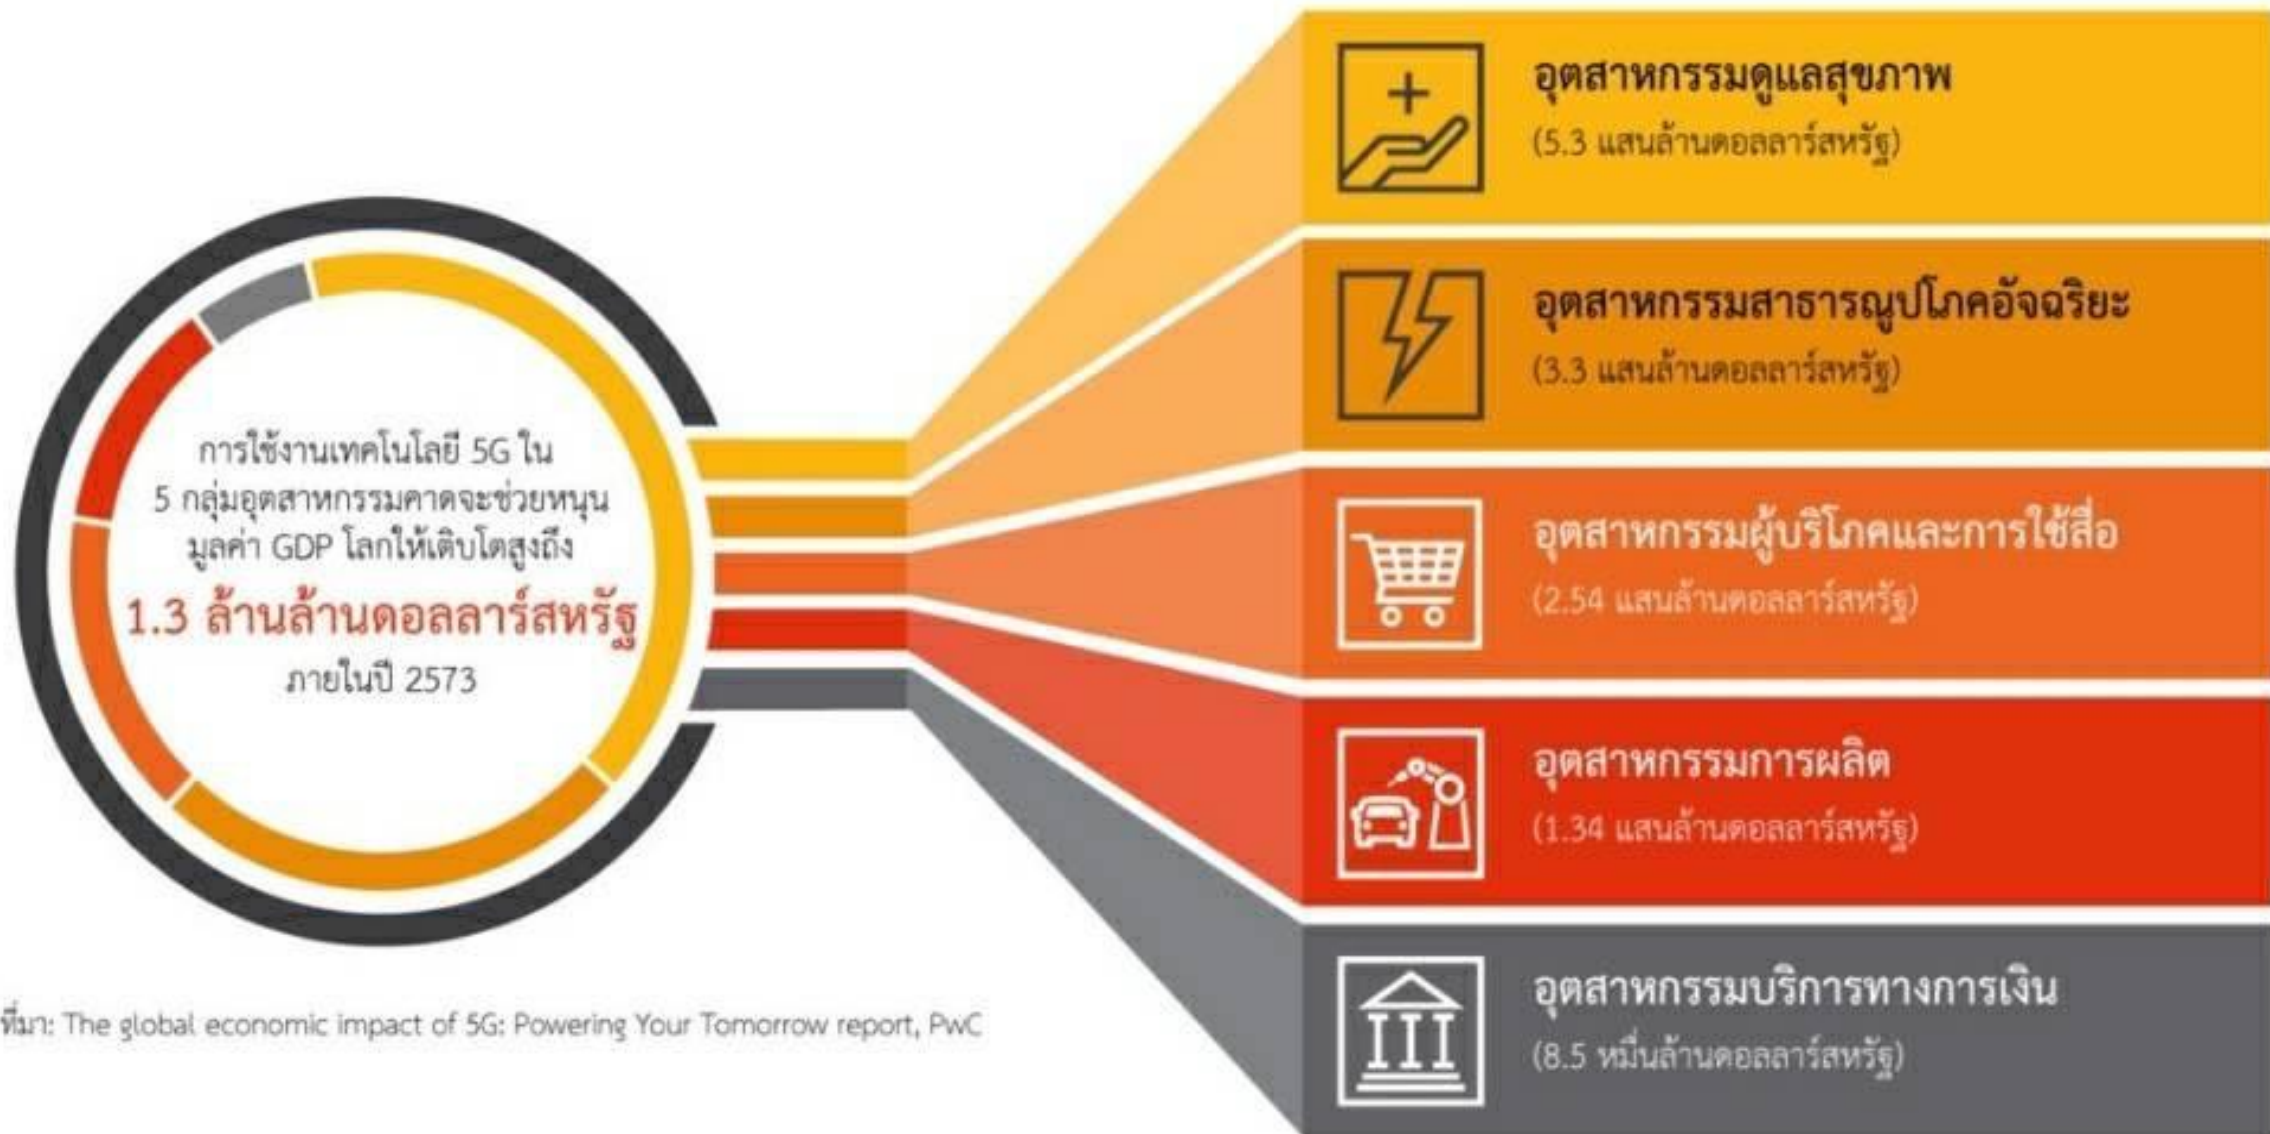 การใช้งานเทคโนโลยี 5G ใน
5 กลุ่มอุตสาหกรรมคาดจะช่วยหนุน
มูลค่า GDP โลกให้เติบโตสูงถึง
1.3 ล้านล้านดอลลาร์สหรัฐ
ภายในปี 2573
อุตสาหกรรมดูแลสุขภาพ
(5.3 แสนล้านดอลลาร์สหรัฐ)
อุตสาหกรรมสาธารณูปโภคอัจฉริยะ
(3.3 แสนล้านดอลลาร์สหรัฐ)
อุตสาหกรรมผู้บริโภคและการใช้สื่อ
(2.54 แสนล้านดอลลาร์สหรัฐ)
อุตสาหกรรมการผลิต
(1.34 แสนล้านดอลลาร์สหรัฐ)
อุตสาหกรรมบริการทางการเงิน
(8.5 หมื่นล้านดอลลาร์สหรัฐ)
ที่มา: The global economic impact of 5G: Powering Your Tomorrow report, PwC